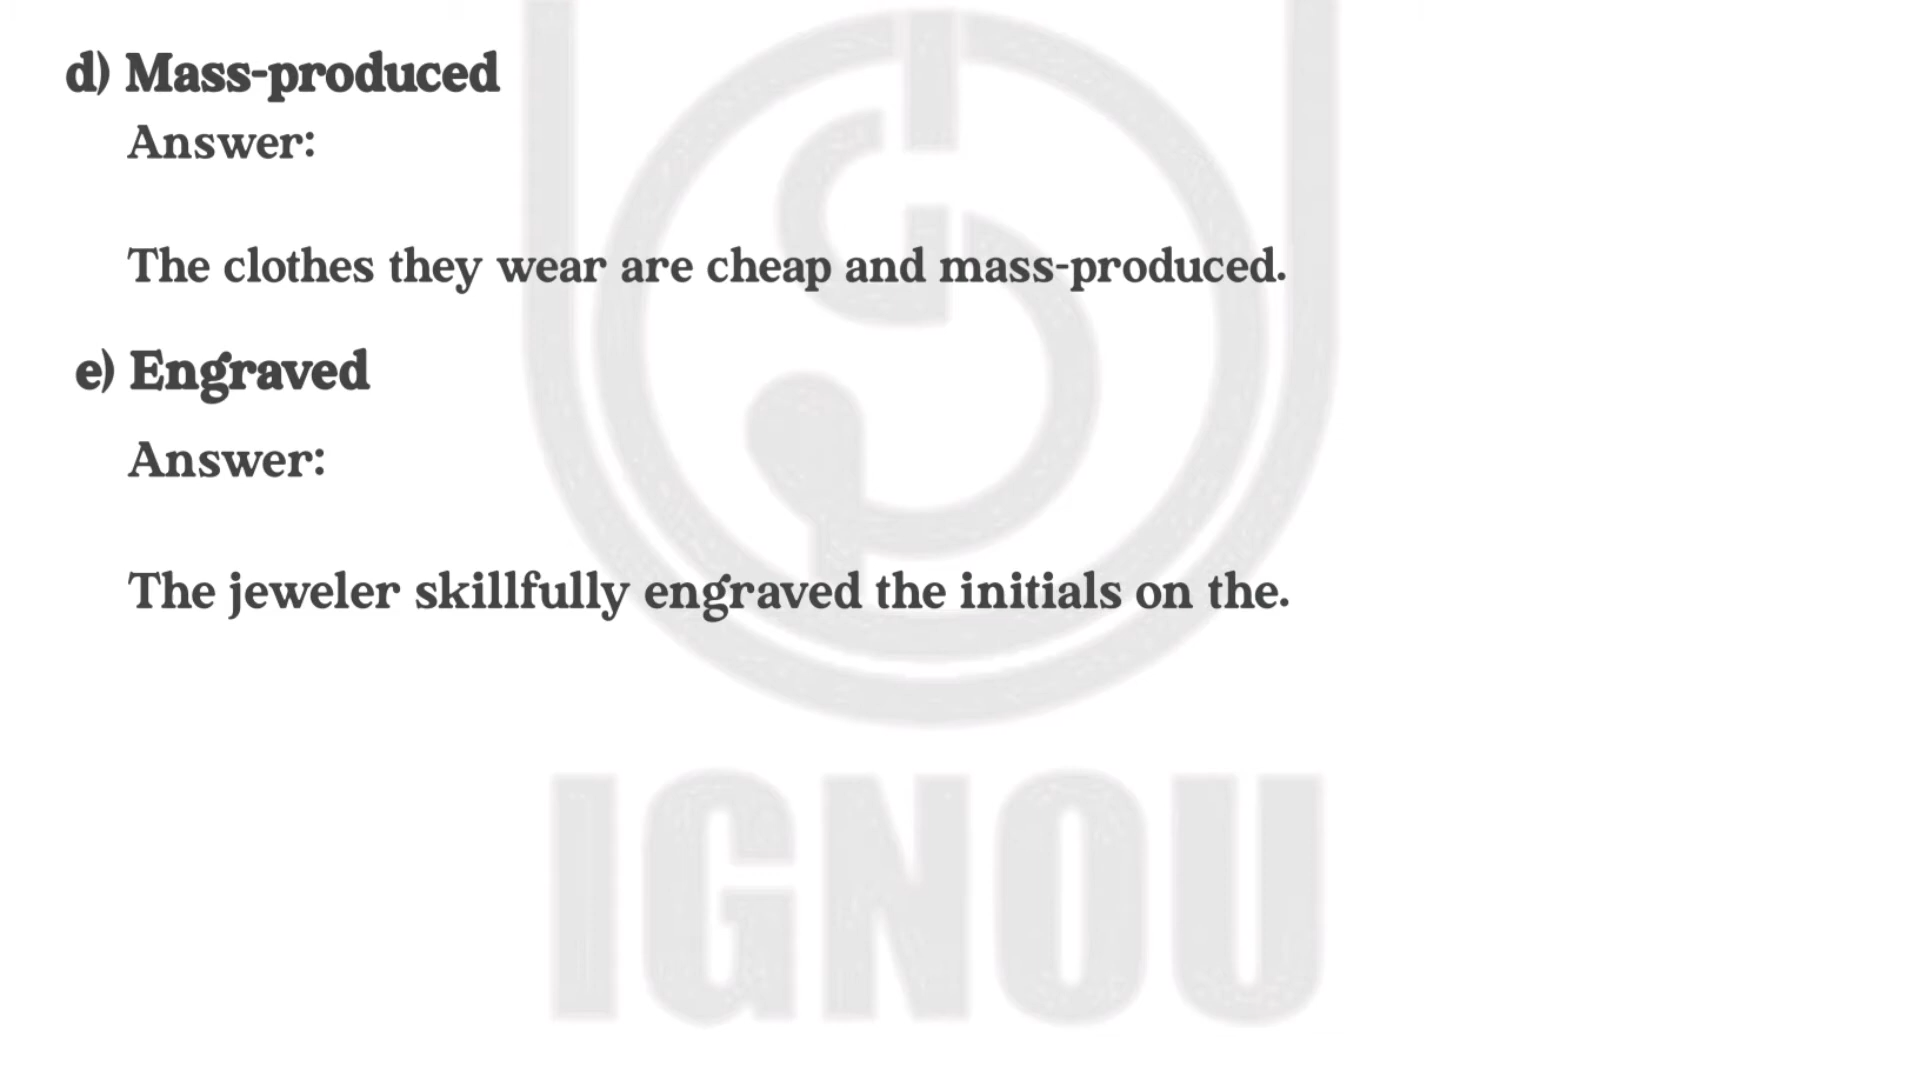 d) Mass-produced
Answer:
The clothes they wear are cheap and mass-produced.
e) Engraved
Answer:
The jeweler skillfully engraved the initials on the.
IGNOU